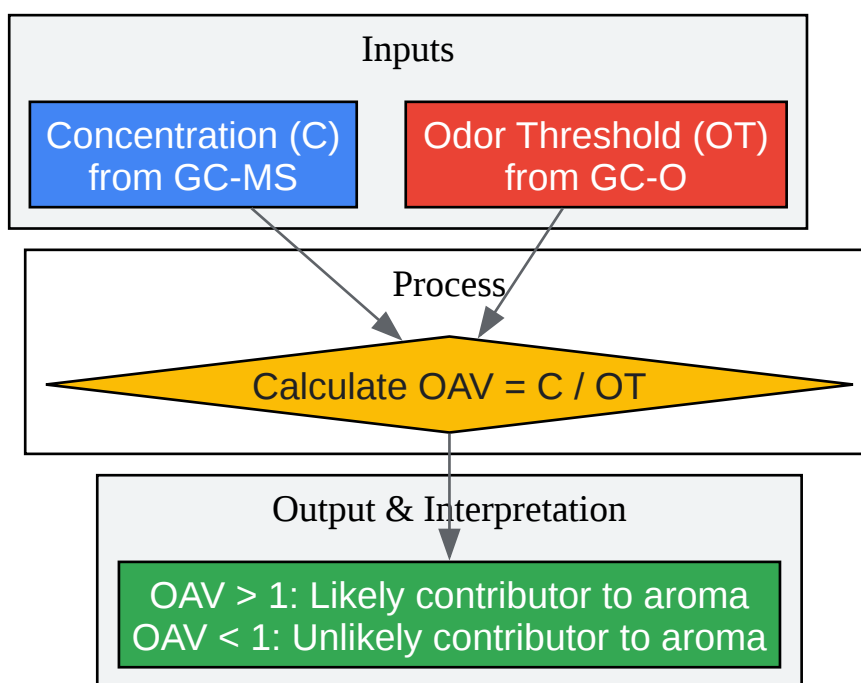 Inputs
Concentration (C)
from GC-MS
Odor Threshold (OT)
from GC-O
Process
Calculate OAV = C / OT
Output & Interpretation
OAV > 1: Likely contributor to aroma
OAV < 1: Unlikely contributor to aroma